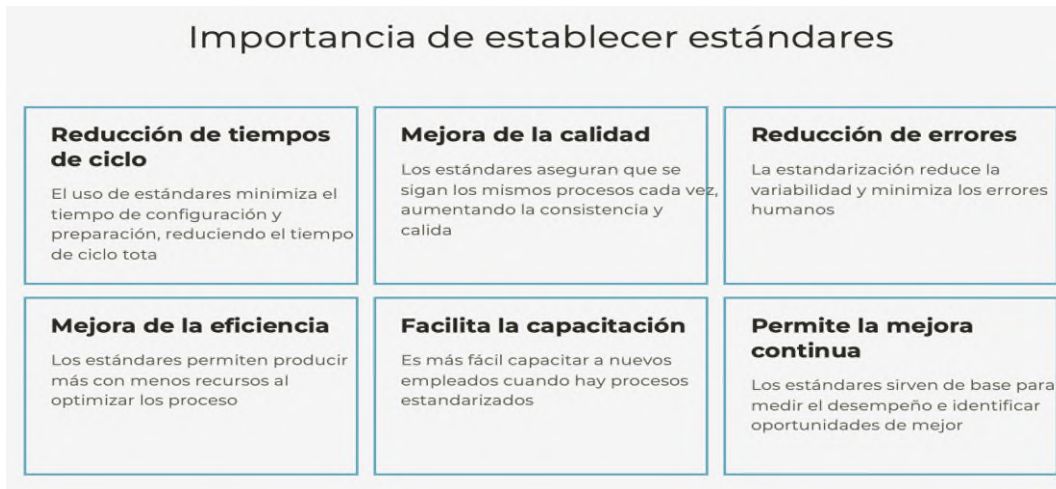 Importancia de establecer estándares
Reducción de tiempos
de ciclo
El uso de estándares minimiza el
tiempo de configuración y
preparación, reduciendo el tiempo
de ciclo tota
Mejora de la calidad
Los estándares aseguran que se
sigan los mismos procesos cada vez,
aumentando la consistencia y
calida
Reducción de errores
La estandarización reduce la
variabilidad y minimiza los errores
humanos
Mejora de la eficiencia
Los estándares permiten producir
más con menos recursos al
optimizar los proceso
Facilita la capacitación
Es más fácil capacitar a nuevos
empleados cuando hay procesos
estandarizados
Permite la mejora
continua
Los estándares sirven de base para
medir el desempeño e identificar
oportunidades de mejor